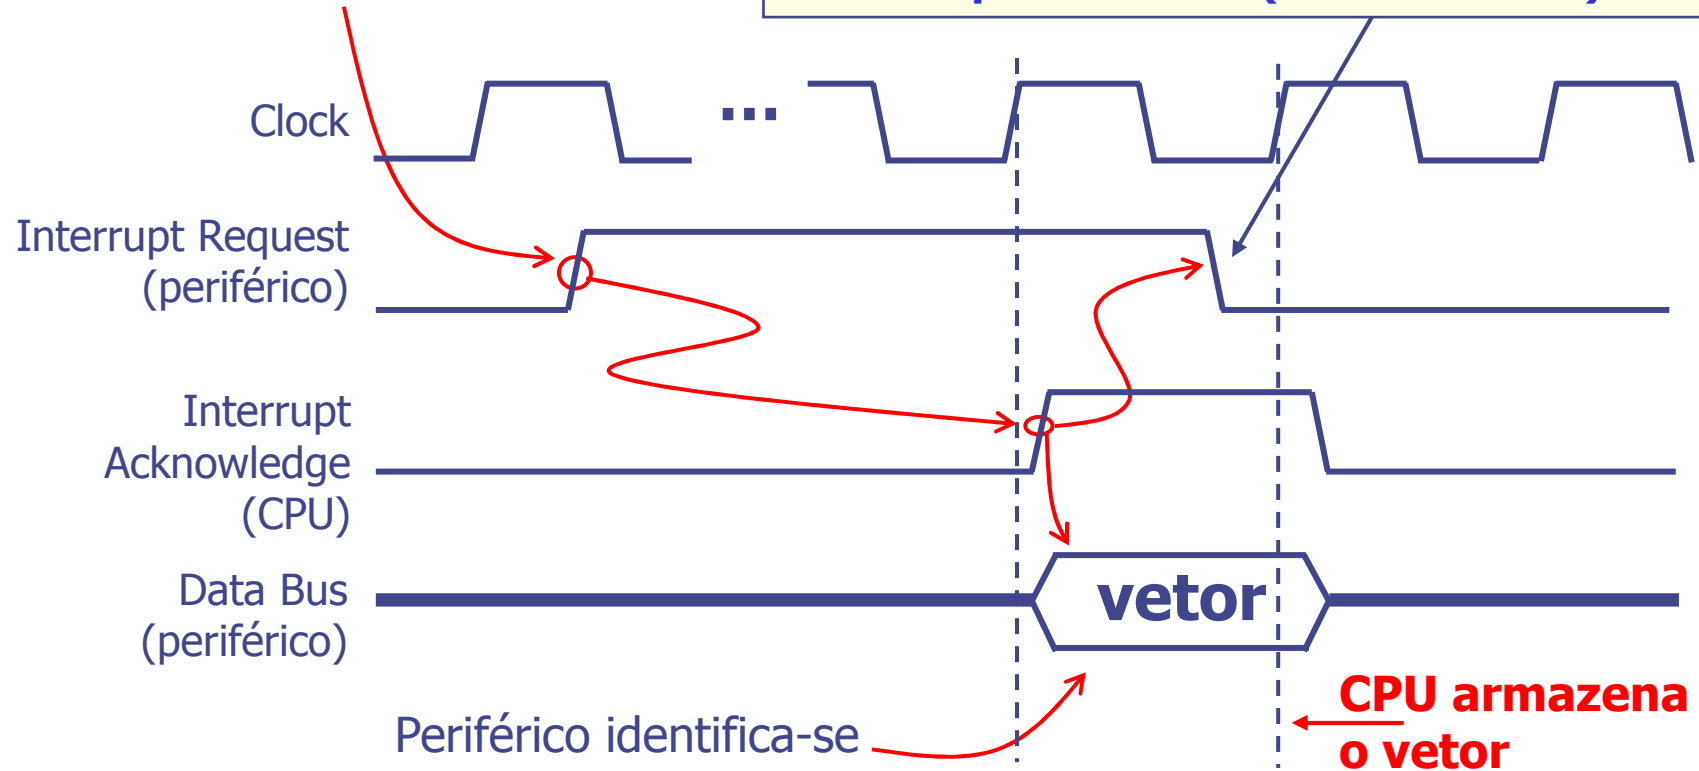 Clock
...
Interrupt Request
(periférico)
Interrupt
Acknowledge
(CPU)
Data Bus
(periférico)
vetor
Periférico identifica-se
CPU armazena
o vetor